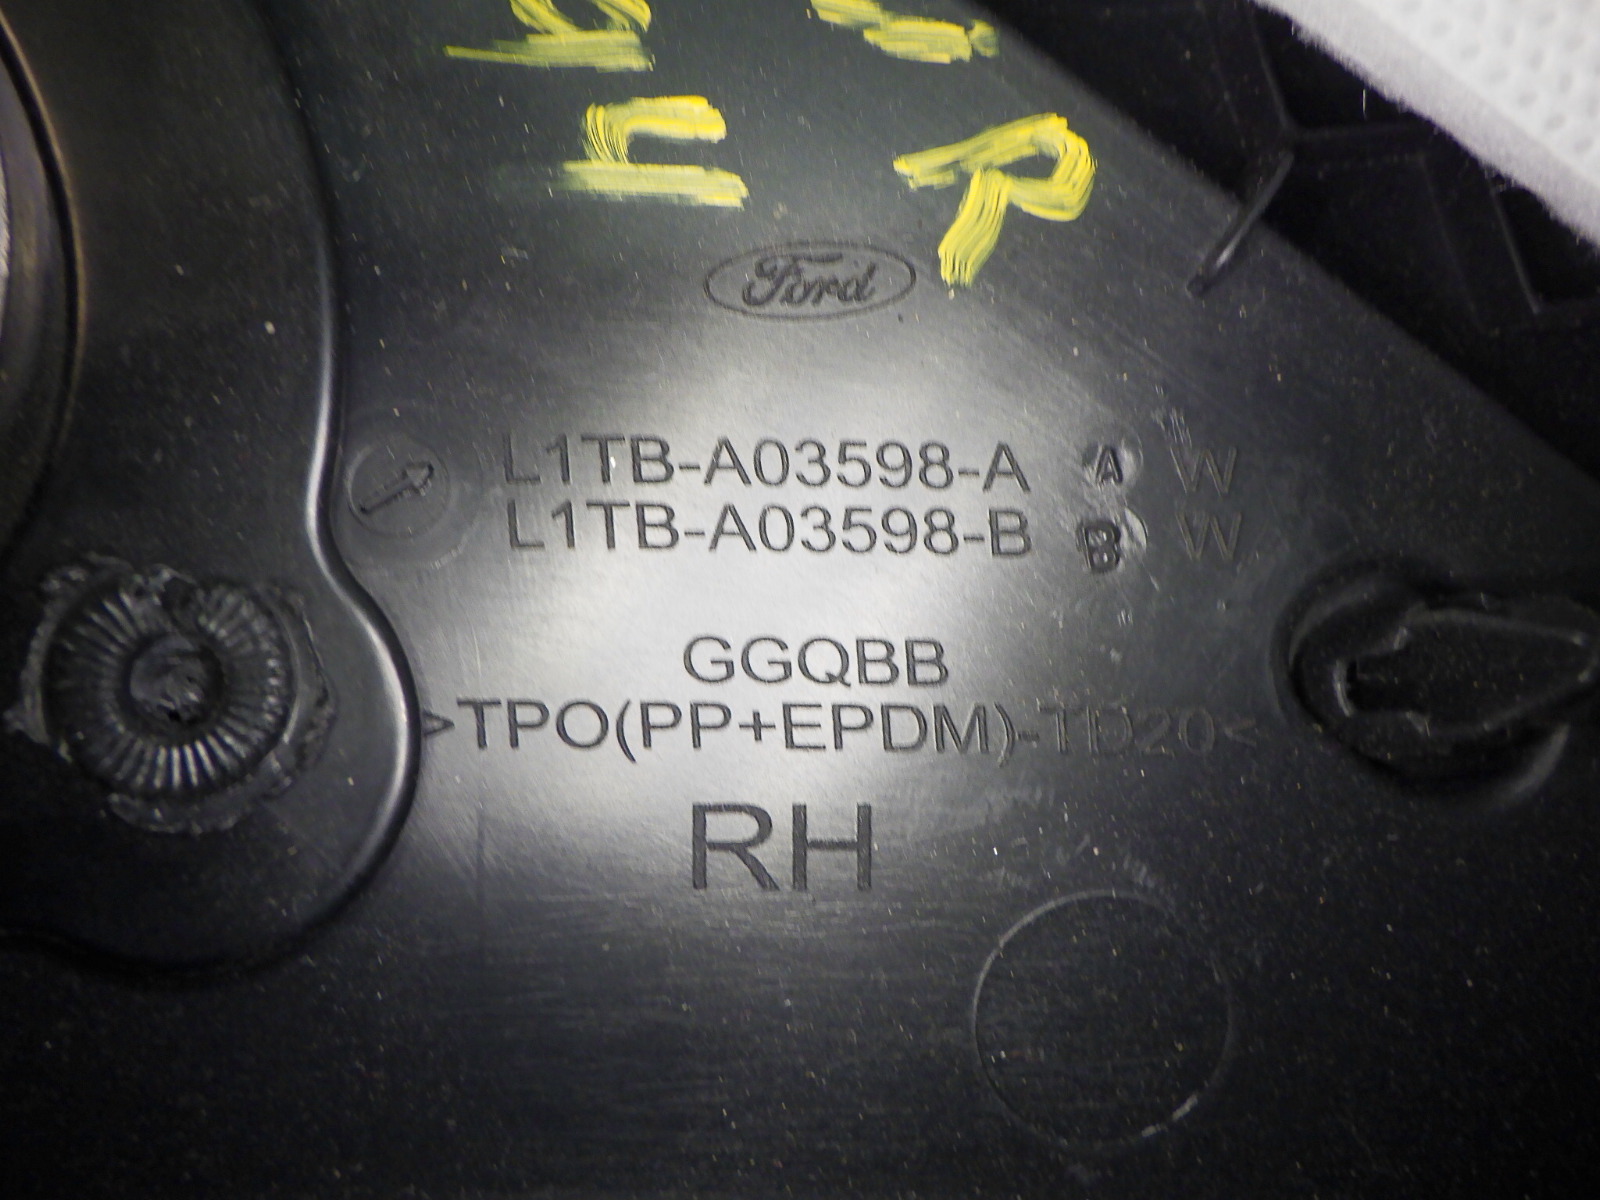 Ford
L1TB-A03598-A A W
L1TB-A03598-B B W
GGQBB
>TPO(PP+EPDM)-TD20<
RH